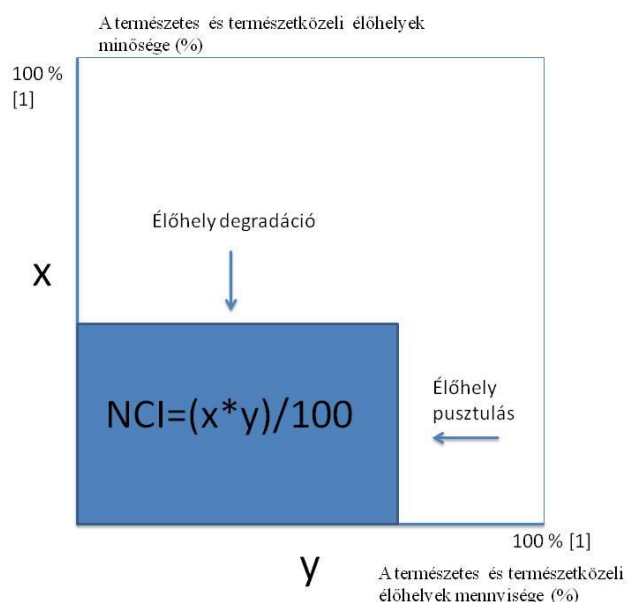 A természetes és természetközeli élőhelyek
minősége (%)
100 %
[1]
Élőhely degradáció
x
NCI=(x*y)/100
Élőhely
pusztulás
100 % [1]
y
A természetes és természetközeli
élőhelyek mennyisége (%)